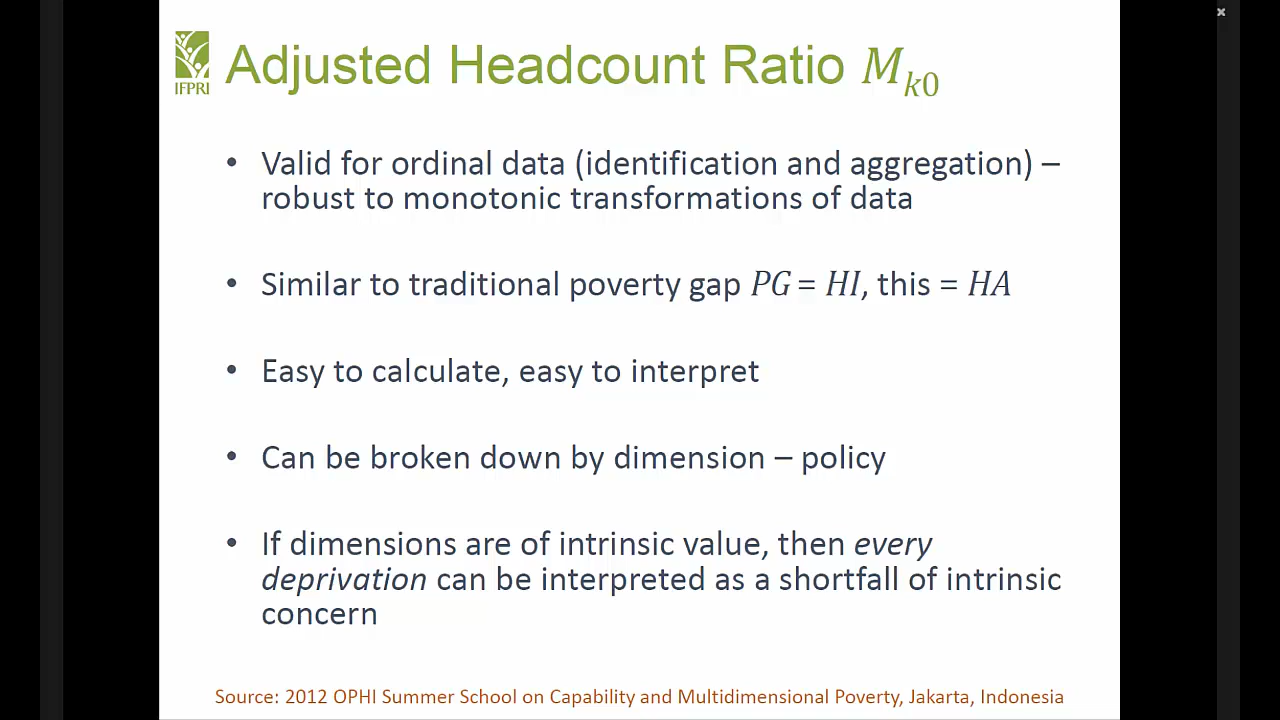 IFPRI
Adjusted Headcount Ratio M_{k0}
• Valid for ordinal data (identification and aggregation) –
robust to monotonic transformations of data
• Similar to traditional poverty gap PG = HI, this = HA
• Easy to calculate, easy to interpret
• Can be broken down by dimension – policy
• If dimensions are of intrinsic value, then every
deprivation can be interpreted as a shortfall of intrinsic
concern
Source: 2012 OPHI Summer School on Capability and Multidimensional Poverty, Jakarta, Indonesia